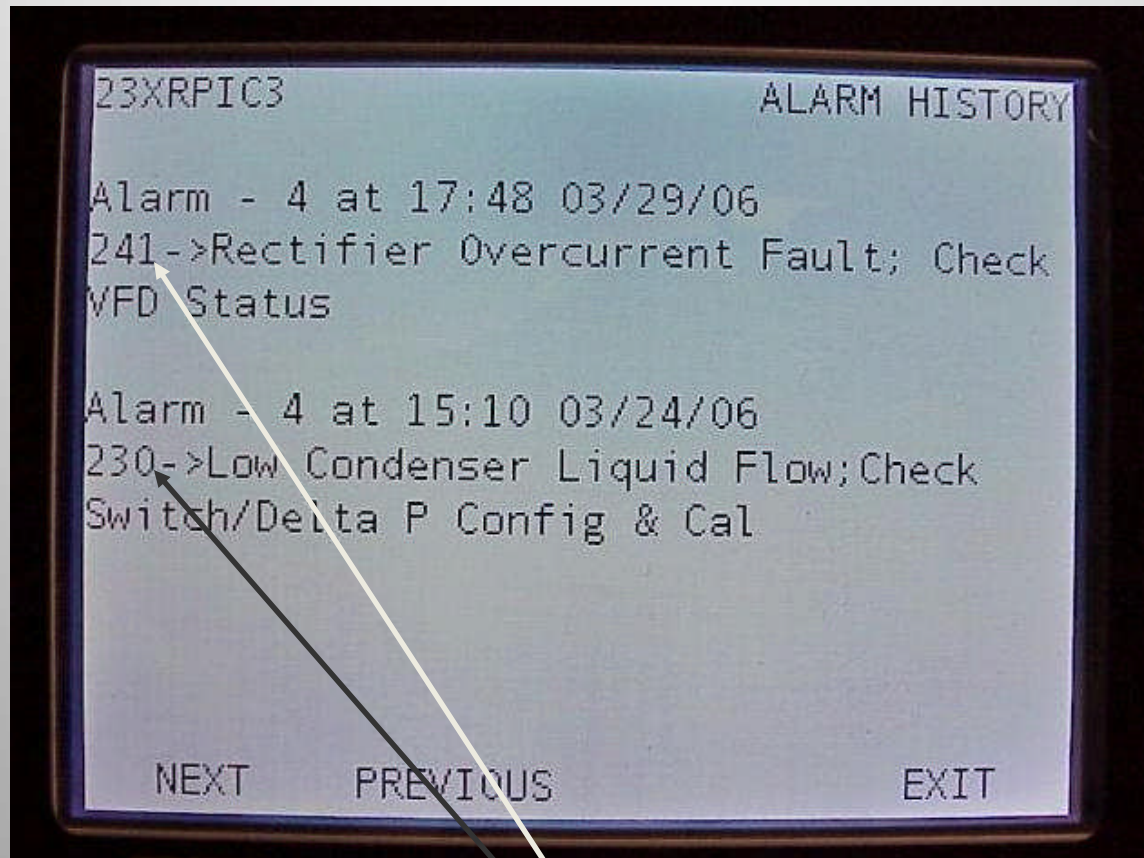 23XRPIC3 ALARM HISTORY
Alarm - 4 at 17:48 03/29/06
241->Rectifier Overcurrent Fault; Check
VFD Status
Alarm - 4 at 15:10 03/24/06
230->Low Condenser Liquid Flow;Check
Switch/Delta P Config & Cal
NEXT PREVIOUS EXIT